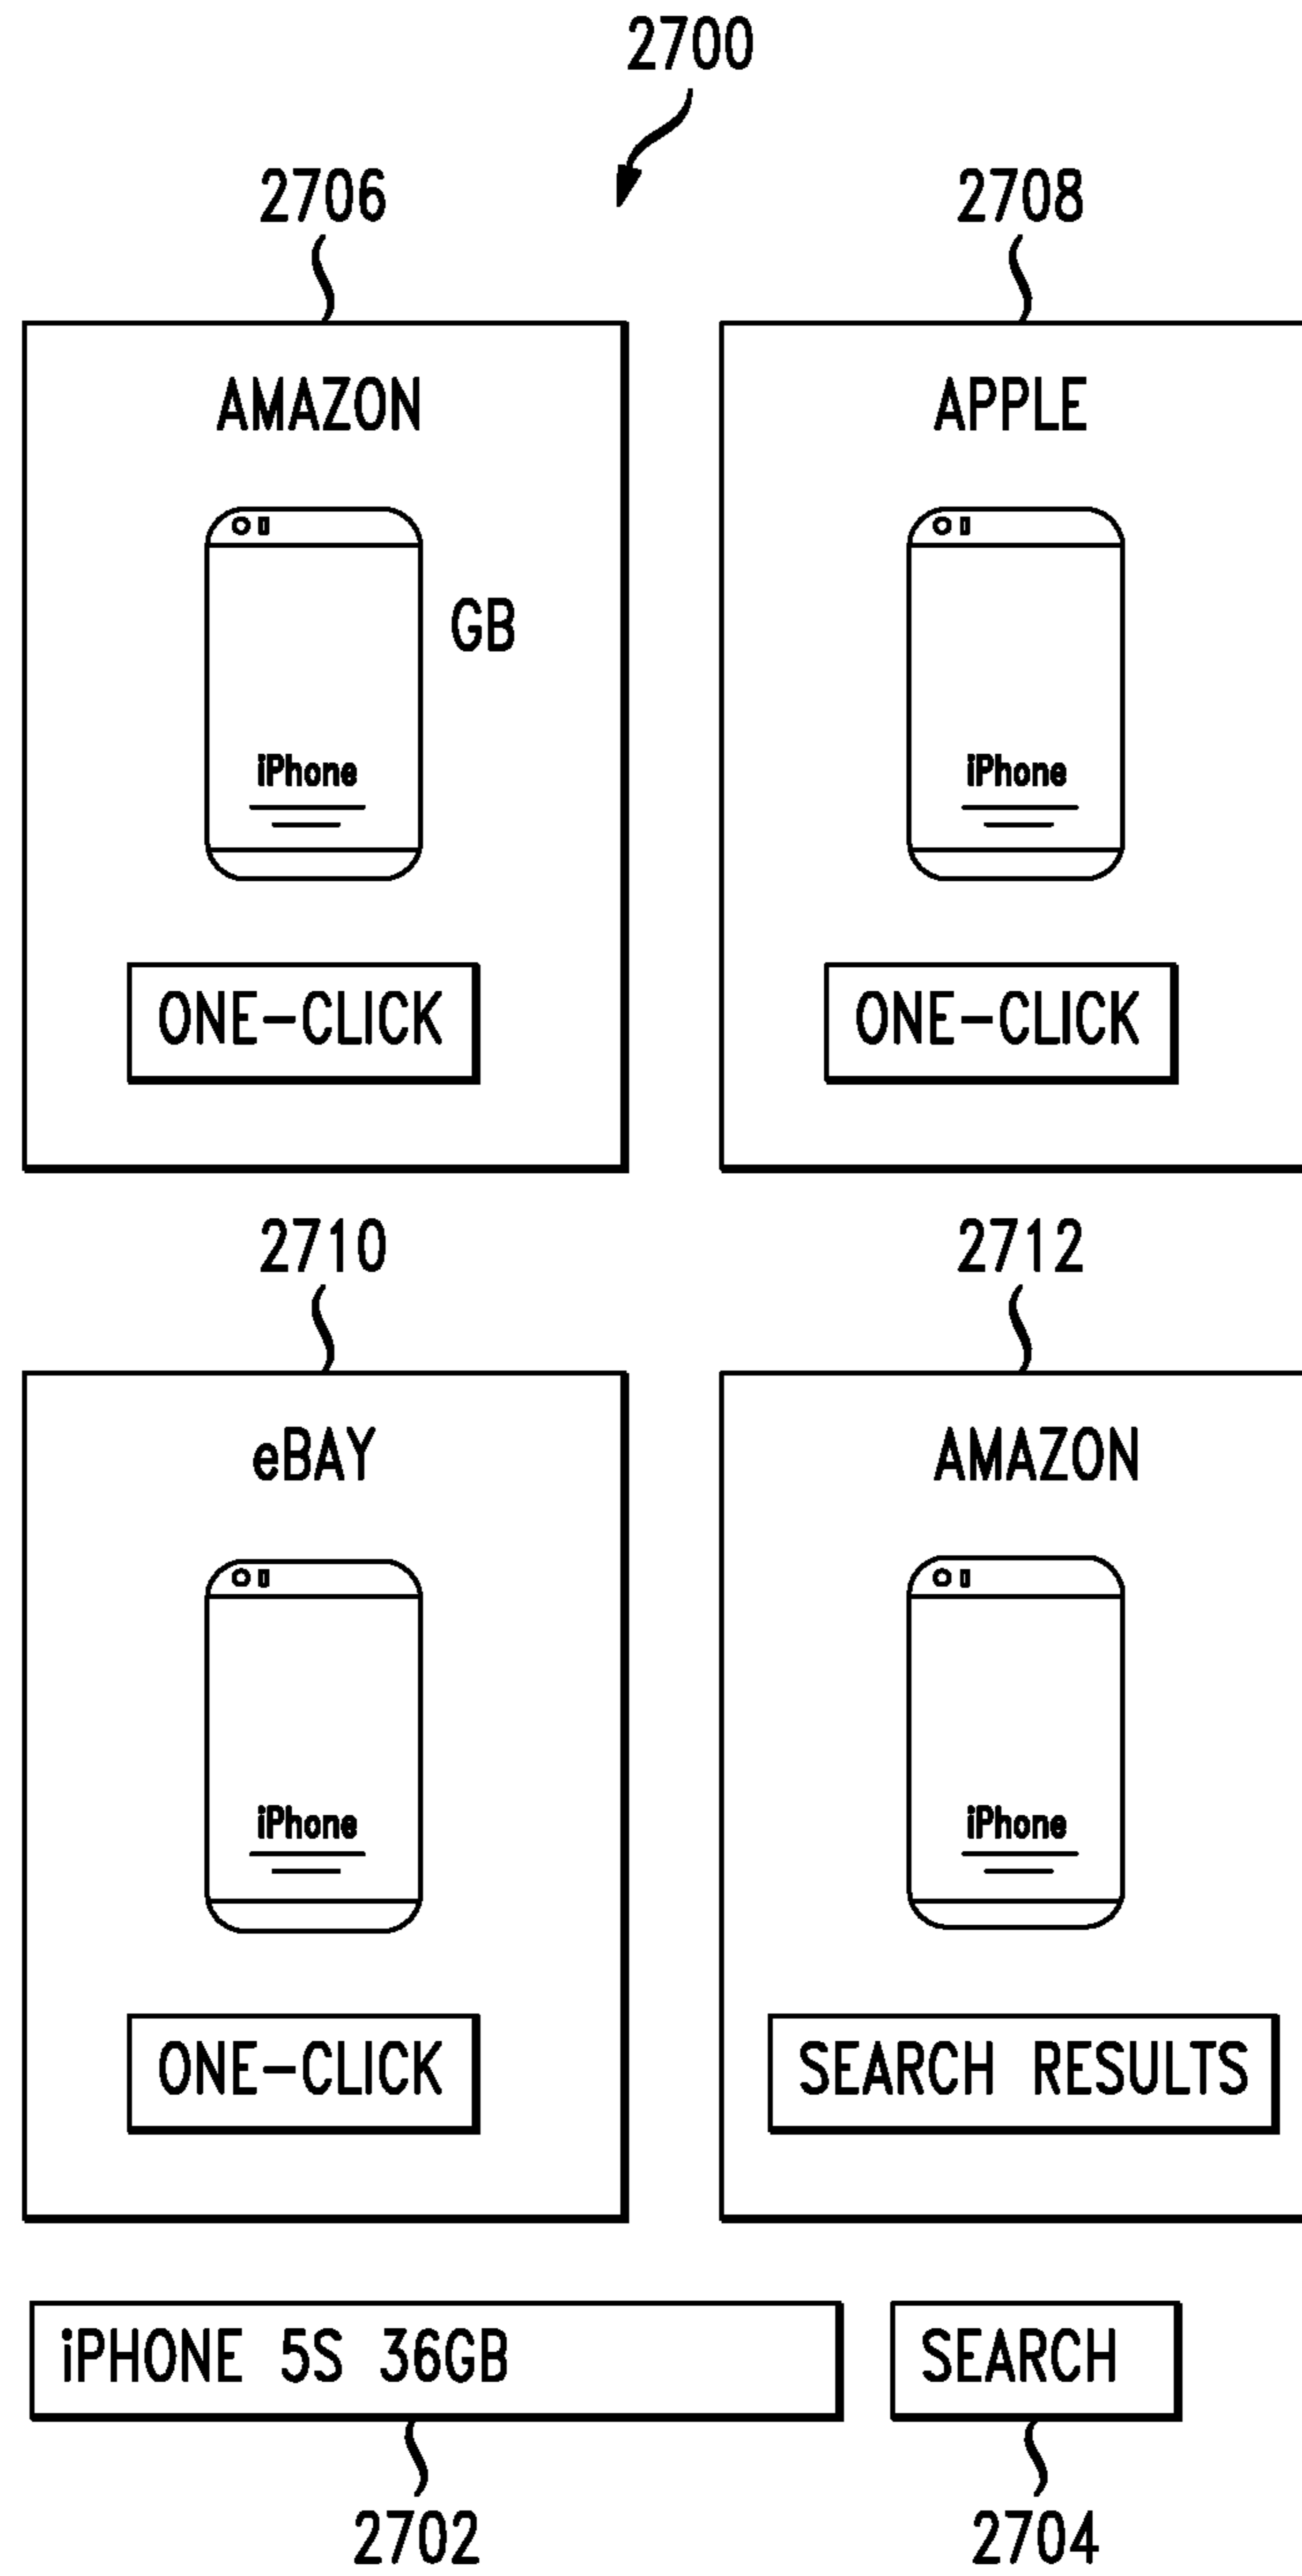 2700
2706
2708
AMAZON
APPLE
GB
iPhone
iPhone
ONE-CLICK
ONE-CLICK
2710
2712
eBAY
AMAZON
iPhone
iPhone
ONE-CLICK
SEARCH RESULTS
iPHONE 5S 36GB
SEARCH
2702
2704